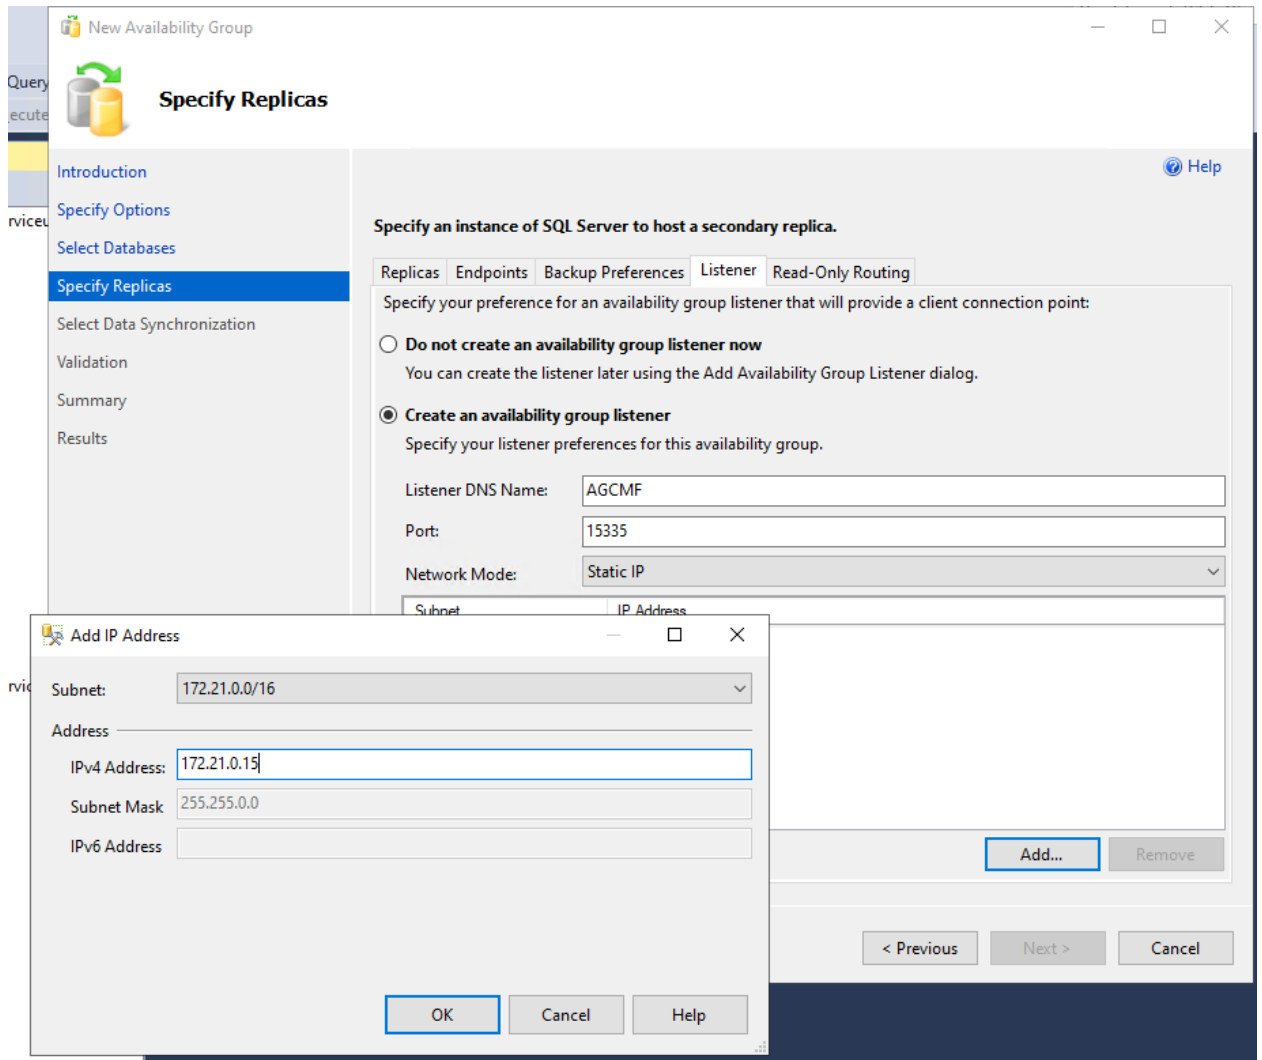 New Availability Group
Query
ecute
Specify Replicas
Introduction
Help
Specify Options
Select Databases
Specify Replicas
Select Data Synchronization
Validation
Summary
Results
Specify an instance of SQL Server to host a secondary replica.
Replicas Endpoints Backup Preferences Listener Read-Only Routing
Specify your preference for an availability group listener that will provide a client connection point:
Do not create an availability group listener now
You can create the listener later using the Add Availability Group Listener dialog.
Create an availability group listener
Specify your listener preferences for this availability group.
Listener DNS Name: AGCMF
Port: 15335
Network Mode: Static IP
Subnet IP Address
Add... Remove
< Previous Next > Cancel
Add IP Address
Subnet: 172.21.0.0/16
Address
IPv4 Address: 172.21.0.15
Subnet Mask 255.255.0.0
IPv6 Address
OK Cancel Help